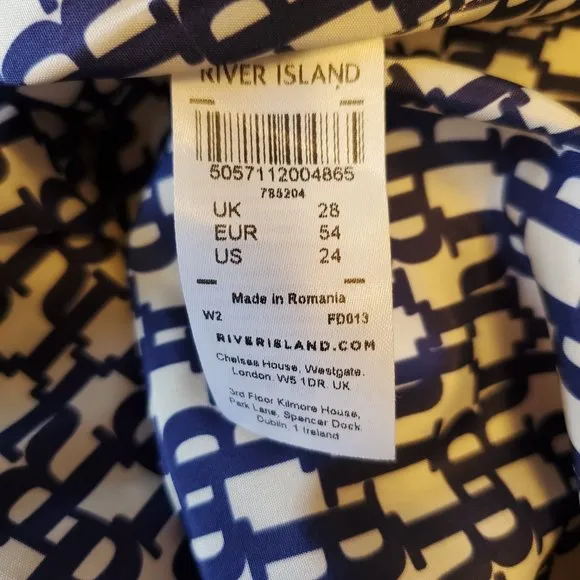 RIVER ISLAND
5057112004865
785204
UK 28
EUR 54
US 24
Made in Romania
W2 FD013
RIVERISLAND.COM
Chelsea House, Westgate.
London. W5 1DR. UK
3rd Floor Kilmore House,
Park Lane, Spencer Dock.
Dublin. 1 Ireland